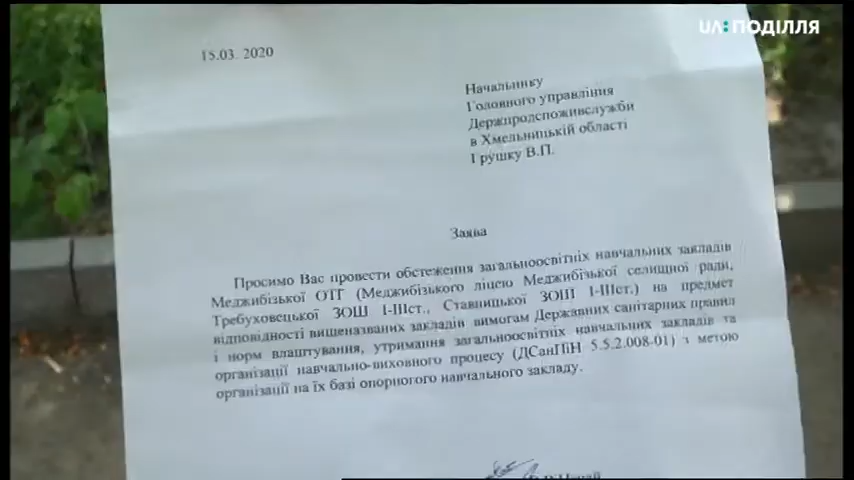 UA:ПОДІЛЛЯ
15.03. 2020
Начальнику
Головного управління
Держпродспоживслужби
в Хмельницькій області
Грушку В.П.
Заява
Просимо Вас провести обстеження загальноосвітніх навчальних закладів
Меджибізької ОТГ (Меджибізького ліцею Меджибізької селищної ради,
Требуховецької ЗОШ І-ІІІст., Ставницької ЗОШ І-ІІІст.) на предмет
відповідності вищеназваних закладів вимогам Державних санітарних правил
і норм влаштування, утримання загальноосвітніх навчальних закладів та
організації навчально-виховного процесу (ДСанПіН 5.5.2.008-01) з метою
організації на їх базі опорного навчального закладу.